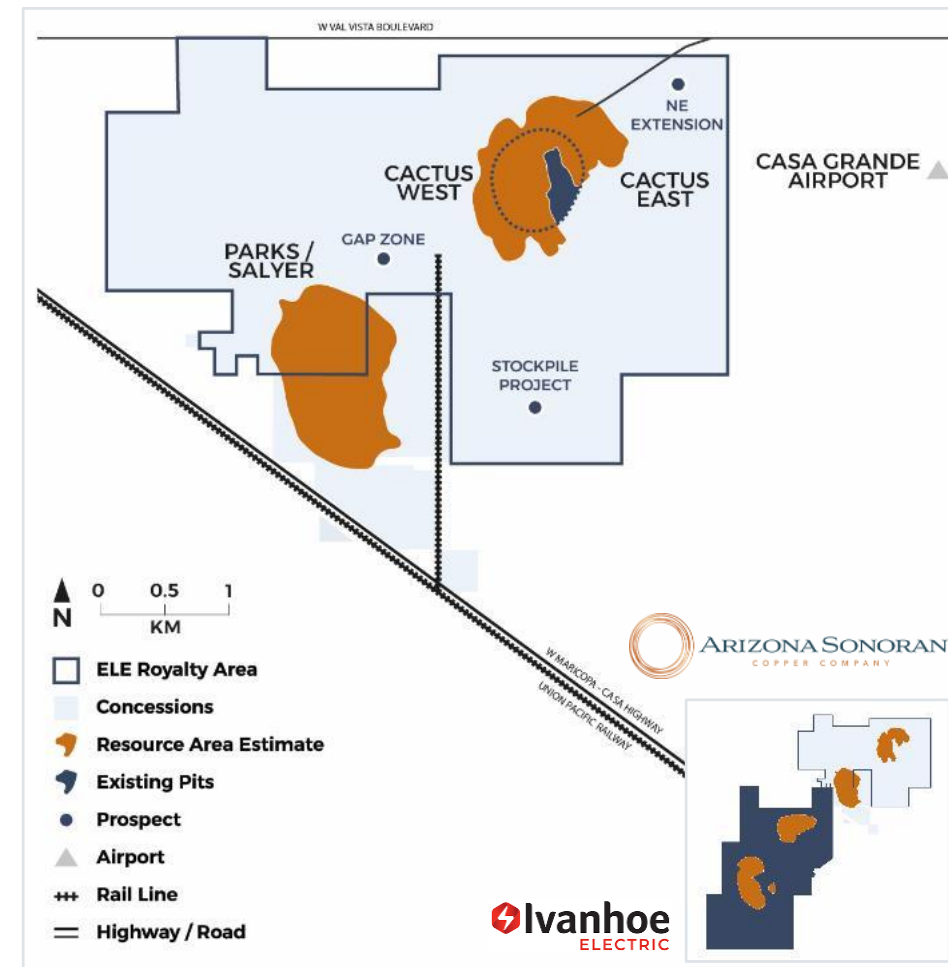 W VAL VISTA BOULEVARD
NE
EXTENSION
CASA GRANDE
AIRPORT
CACTUS
WEST
CACTUS
EAST
GAP ZONE
PARKS /
SALYER
STOCKPILE
PROJECT
N
0 0.5 1
KM
ELE Royalty Area
Concessions
Resource Area Estimate
Existing Pits
Prospect
Airport
Rail Line
Highway / Road
W MARICOPA - CASA HIGHWAY
UNION PACIFIC RAILWAY
ARIZONA SONORAN
COPPER COMPANY
Ivanhoe
ELECTRIC